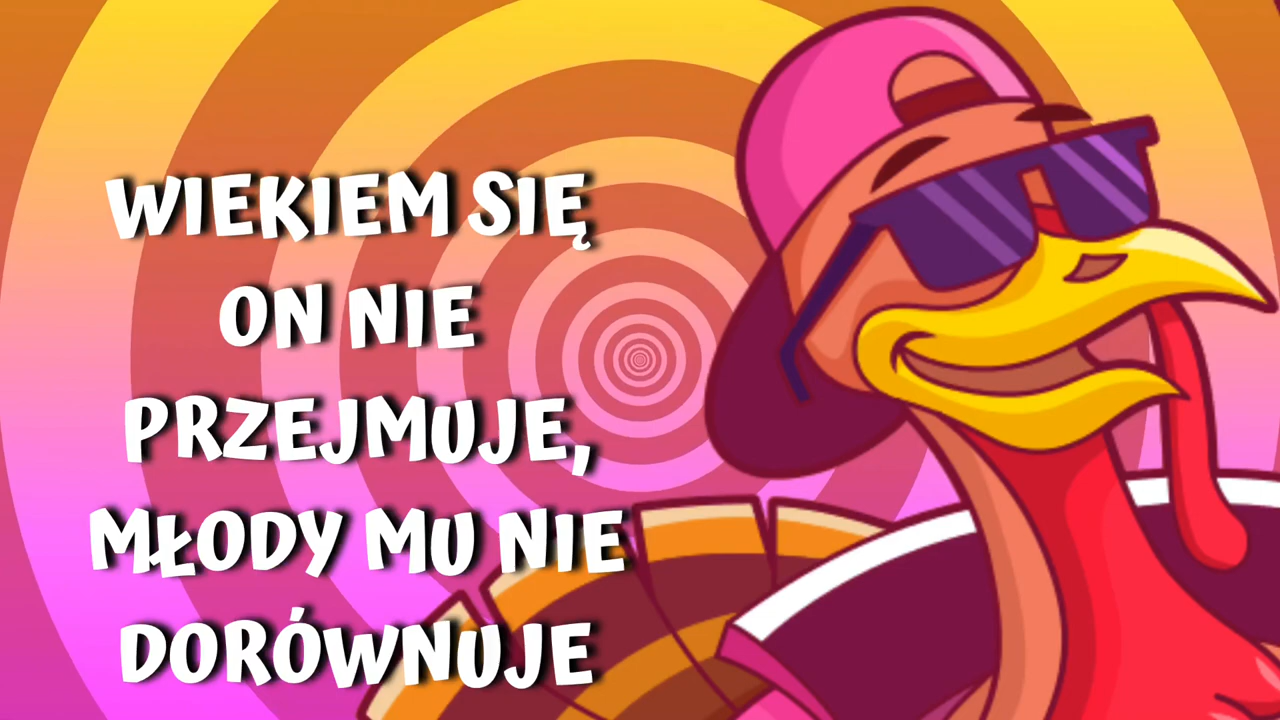 WIEKIEM SIĘ
ON NIE
PRZEJMUJE,
MŁODY MU NIE
DORÓWNUJE